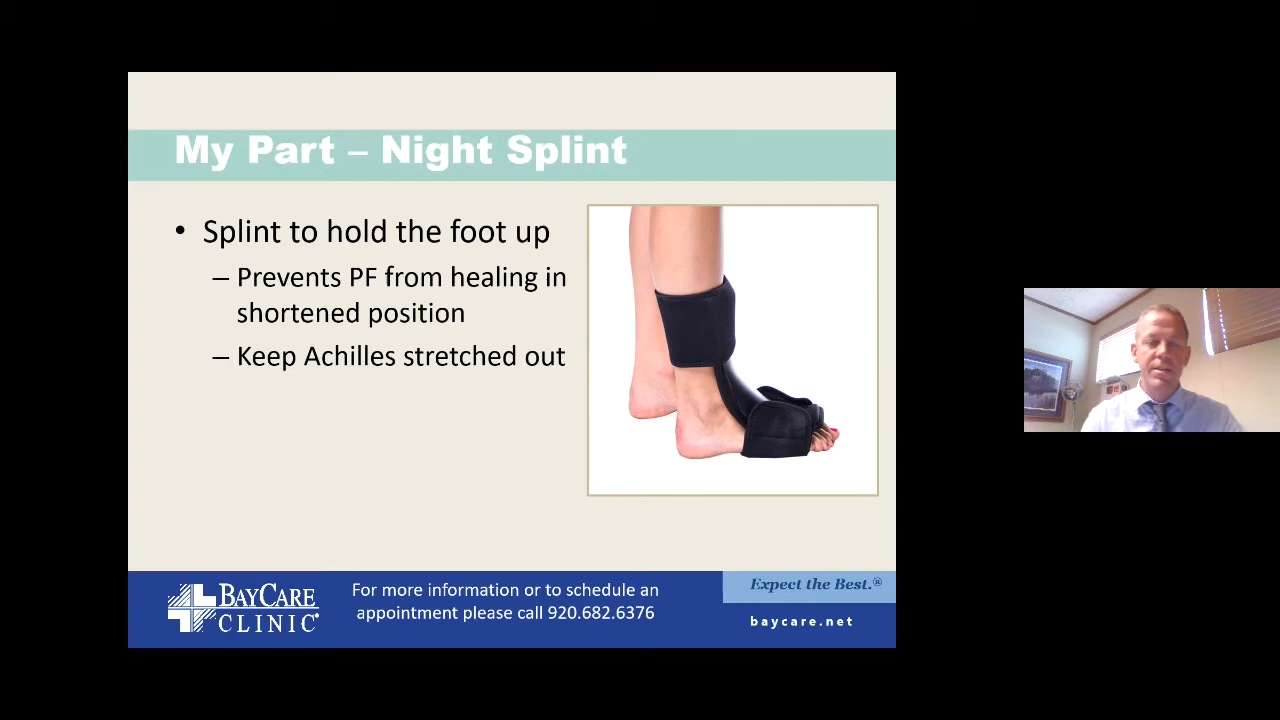 My Part – Night Splint
• Splint to hold the foot up
– Prevents PF from healing in
shortened position
– Keep Achilles stretched out
BAYCARE
CLINIC®
For more information or to schedule an
appointment please call 920.682.6376
Expect the Best.®
baycare.net